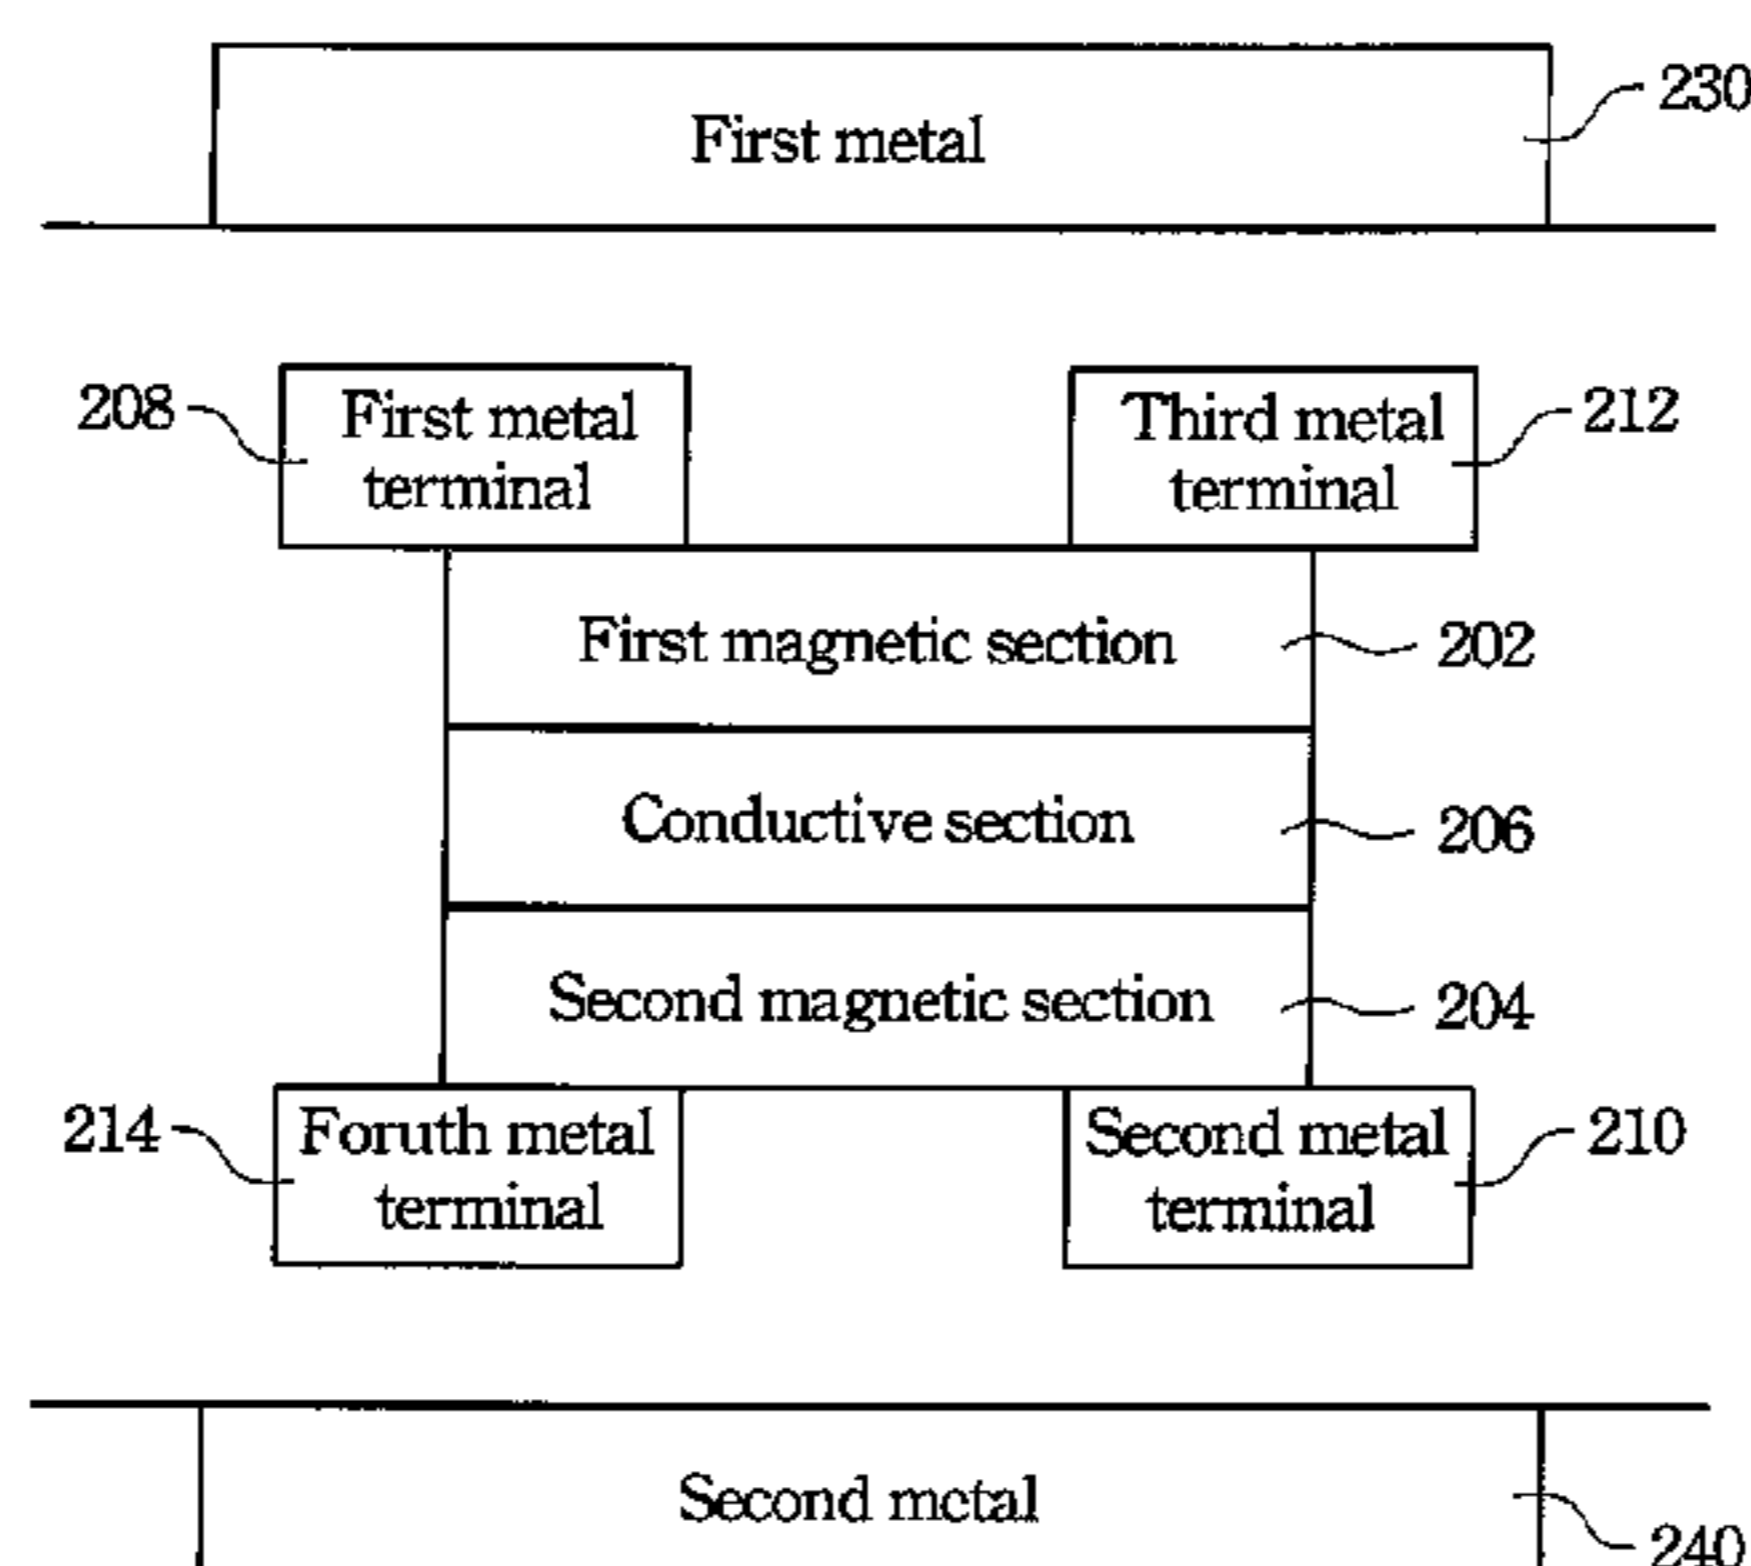 First metal
230
208
First metal
terminal
Third metal
terminal
212
First magnetic section
202
Conductive section
206
Second magnetic section
204
214
Foruth metal
terminal
Second metal
terminal
210
Second metal
240